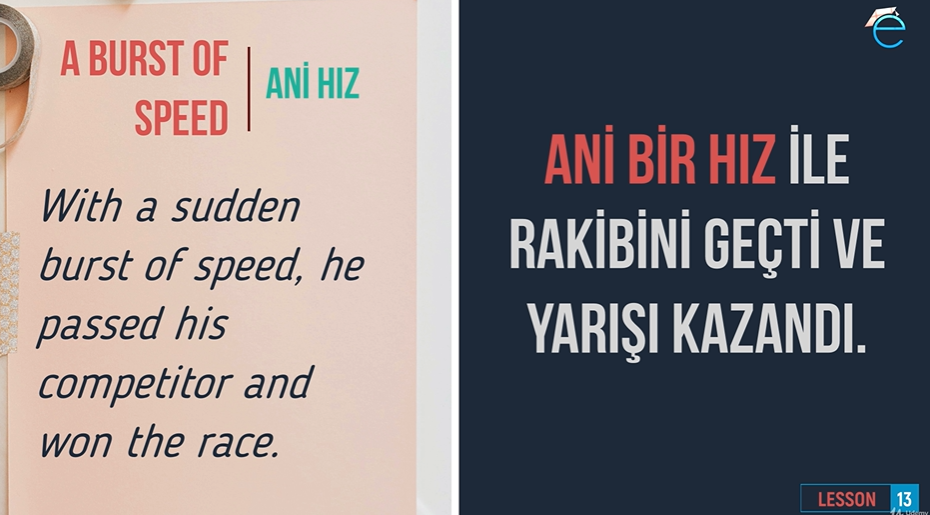 A BURST OF
SPEED
ANİ HIZ
With a sudden
burst of speed, he
passed his
competitor and
won the race.
e
ANİ BİR HIZ İLE
RAKİBİNİ GEÇTİ VE
YARIŞI KAZANDI.
LESSON 13
Udemy